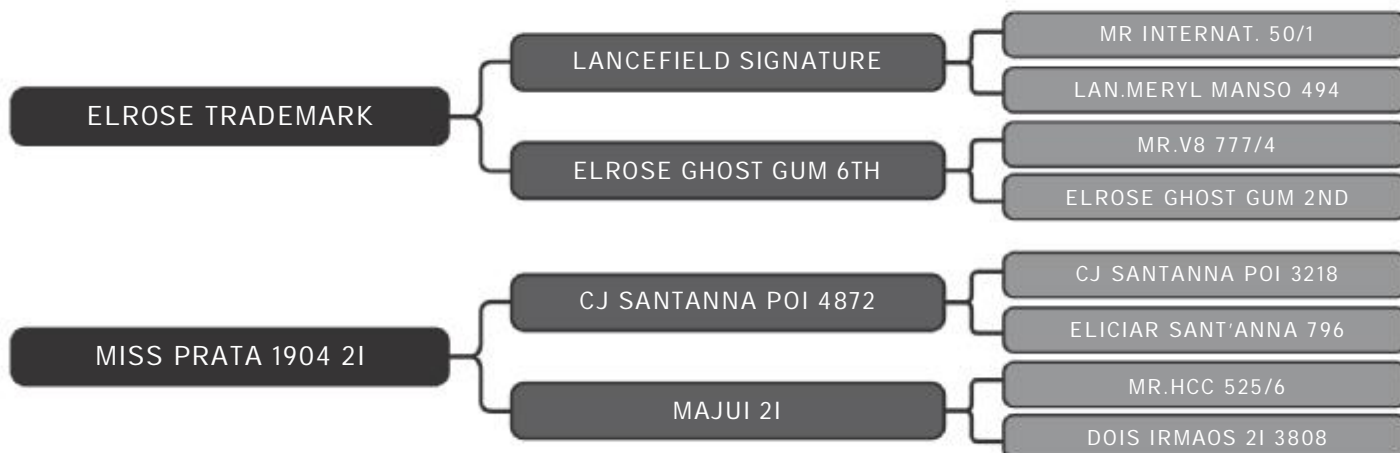 MR INTERNAT. 50/1
LANCEFIELD SIGNATURE
LAN.MERYL MANSO 494
ELROSE TRADEMARK
MR.V8 777/4
ELROSE GHOST GUM 6TH
ELROSE GHOST GUM 2ND
CJ SANTANNA POI 3218
CJ SANTANNA POI 4872
ELICIAR SANT'ANNA 796
MISS PRATA 1904 2I
MR.HCC 525/6
MAJUI 2I
DOIS IRMAOS 2I 3808